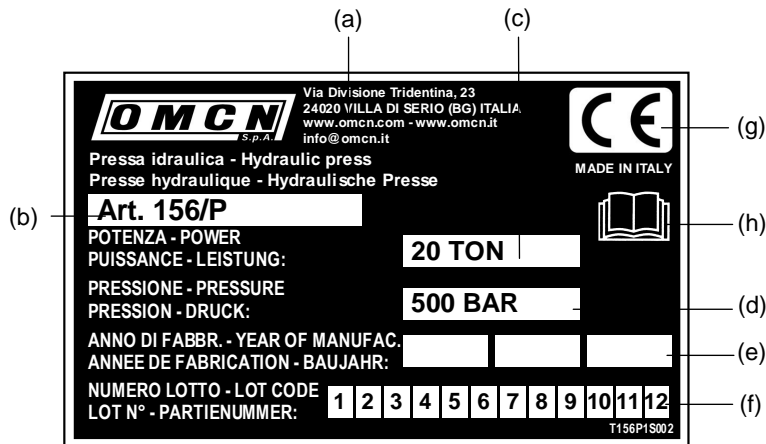 (a)
(c)
OMCN
S.p.A.
Via Divisione Tridentina, 23
24020 VILLA DI SERIO (BG) ITALIA
www.omcn.com - www.omcn.it
info@omcn.it
CE
(g)
MADE IN ITALY
Pressa idraulica - Hydraulic press
Presse hydraulique - Hydraulische Presse
(b)
Art. 156/P
(h)
POTENZA - POWER
PUISSANCE - LEISTUNG:
20 TON
PRESSIONE - PRESSURE
PRESSION - DRUCK:
500 BAR
(d)
ANNO DI FABBR. - YEAR OF MANUFAC.
ANNEE DE FABRICATION - BAUJAHR:
(e)
NUMERO LOTTO - LOT CODE
LOT N° - PARTIENUMMER:
1 2 3 4 5 6 7 8 9 10 11 12
(f)
T156P1S002